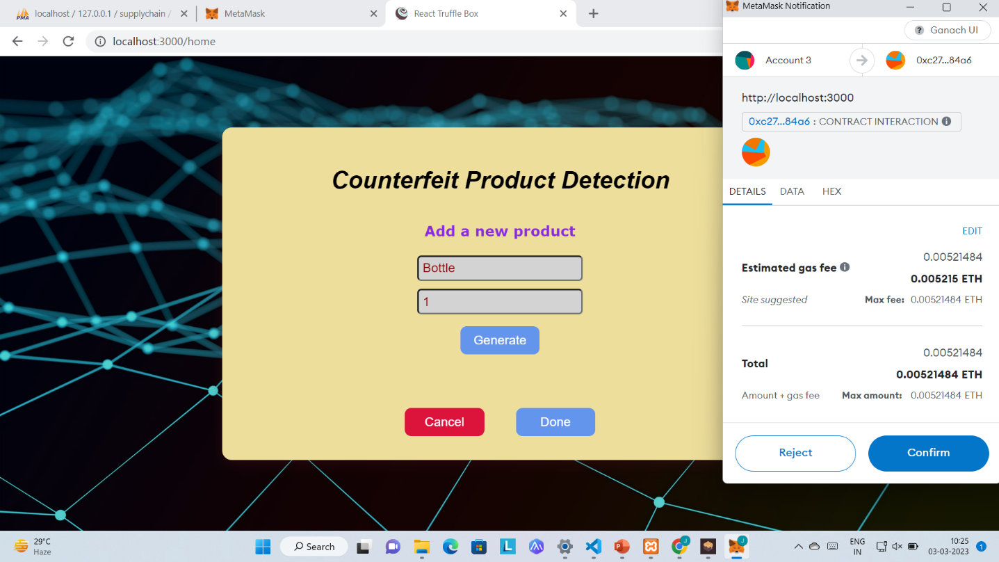 localhost / 127.0.0.1 / supplychain /
MetaMask
React Truffle Box
localhost:3000/home
MetaMask Notification
Ganach UI
Account 3
0xc27...84a6
http://localhost:3000
0xc27...84a6 : CONTRACT INTERACTION
DETAILS
DATA
HEX
EDIT
0.00521484
Estimated gas fee
0.005215 ETH
Site suggested
Max fee: 0.00521484 ETH
0.00521484
Total
0.00521484 ETH
Amount + gas fee
Max amount: 0.00521484 ETH
Reject
Confirm
Counterfeit Product Detection
Add a new product
Bottle
1
Generate
Cancel
Done
29°C
Haze
Search
ENG
IN
10:25
03-03-2023
1